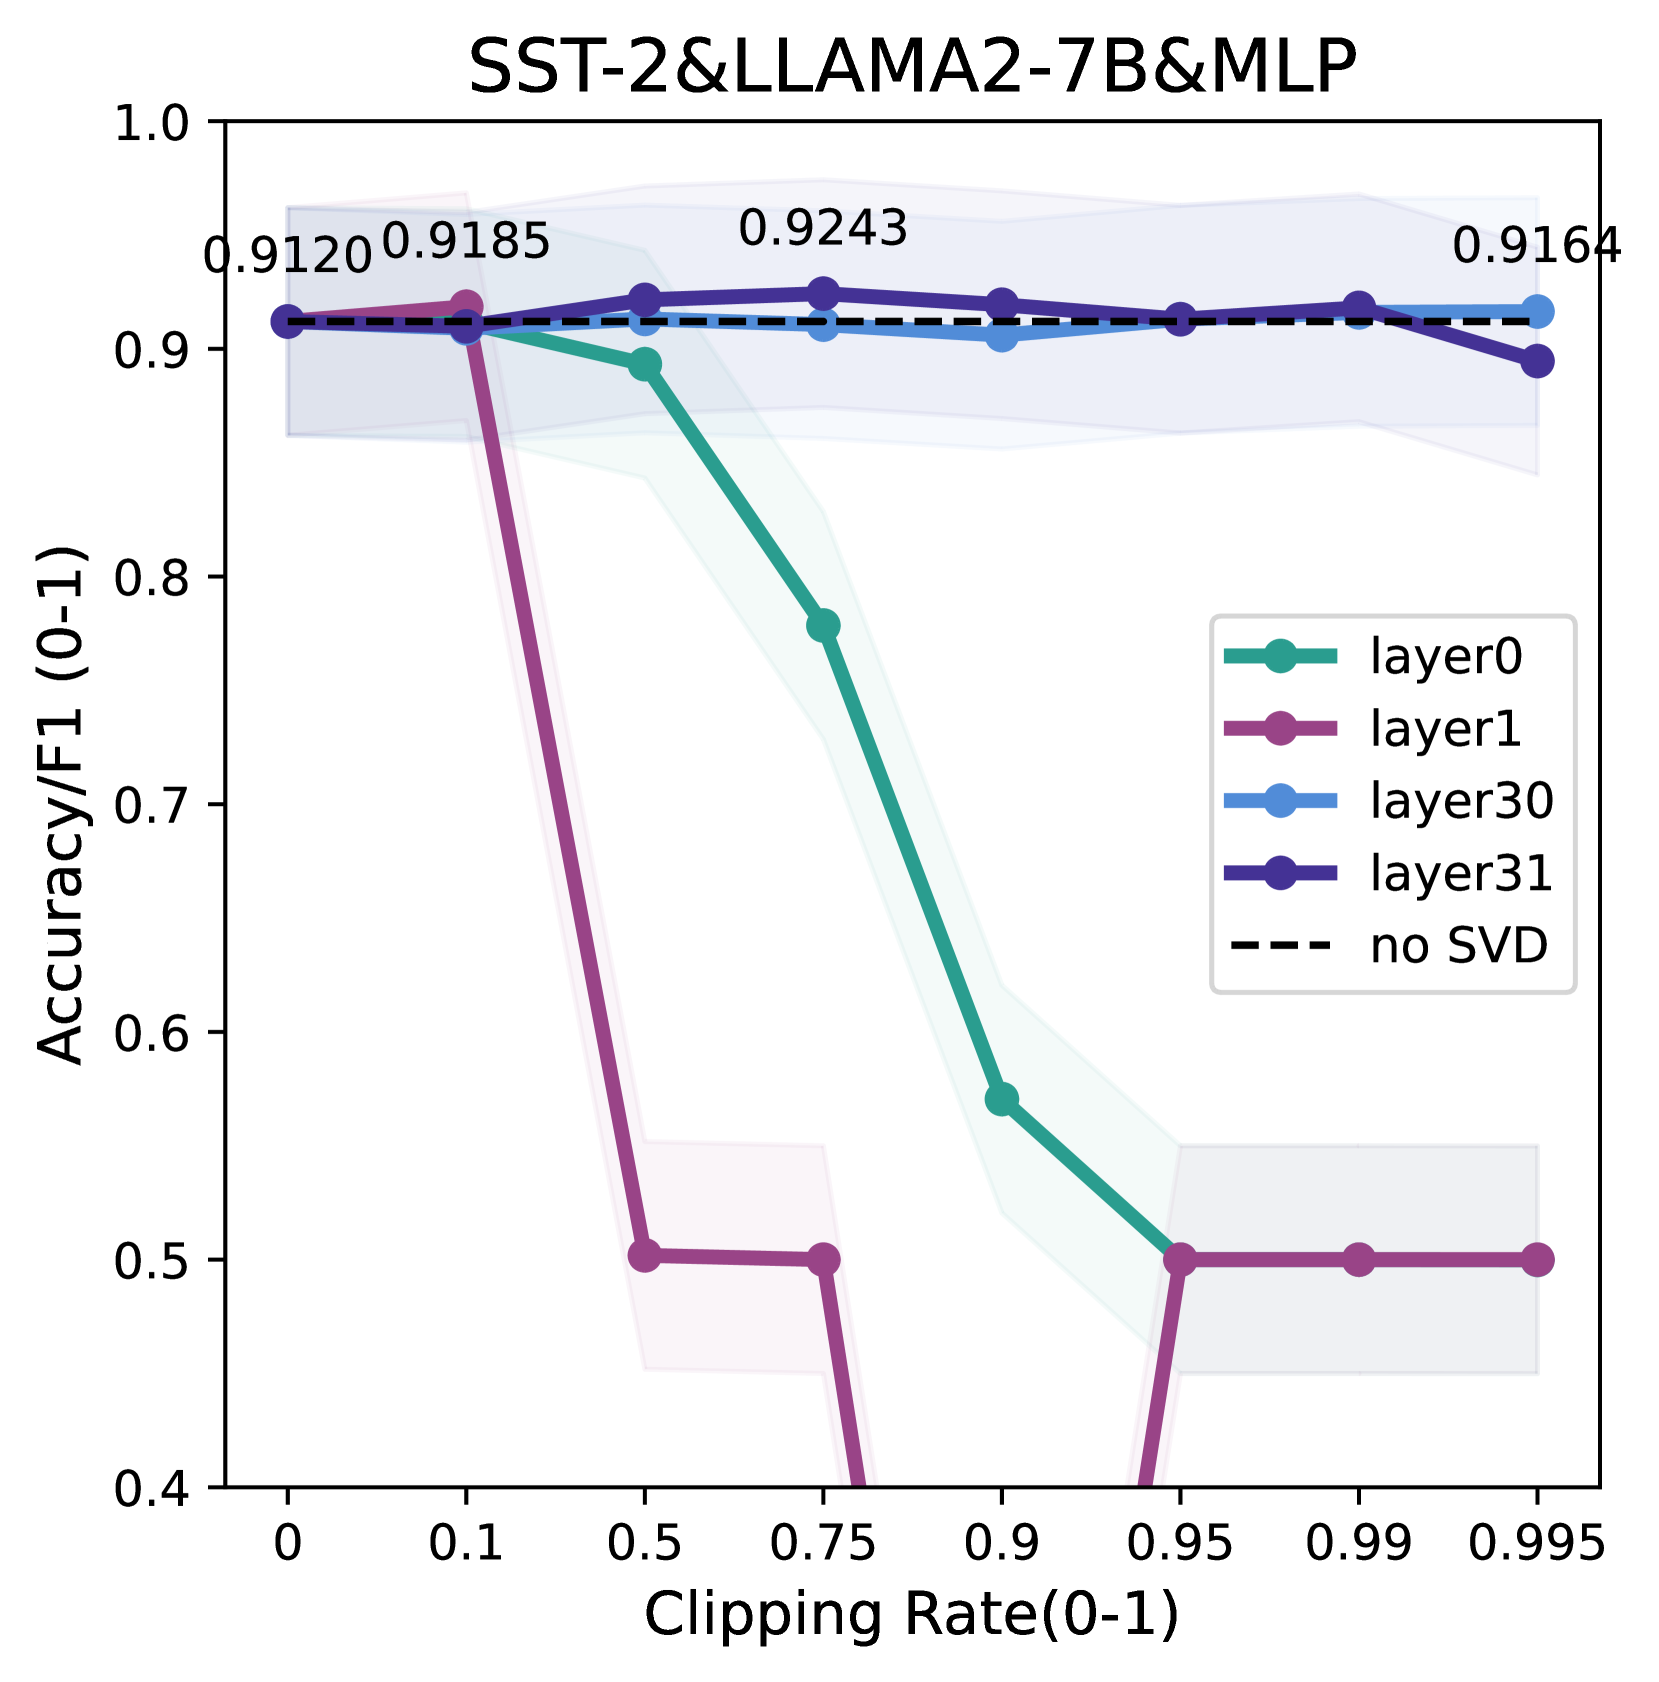 SST-2&LLAMA2-7B&MLP
1.0
0.9
0.8
0.7
0.6
0.5
0.4
Accuracy/F1 (0-1)
0.9120
0.9185
0.9243
0.9164
layer0
layer1
layer30
layer31
no SVD
0 0.1 0.5 0.75 0.9 0.95 0.99 0.995
Clipping Rate(0-1)